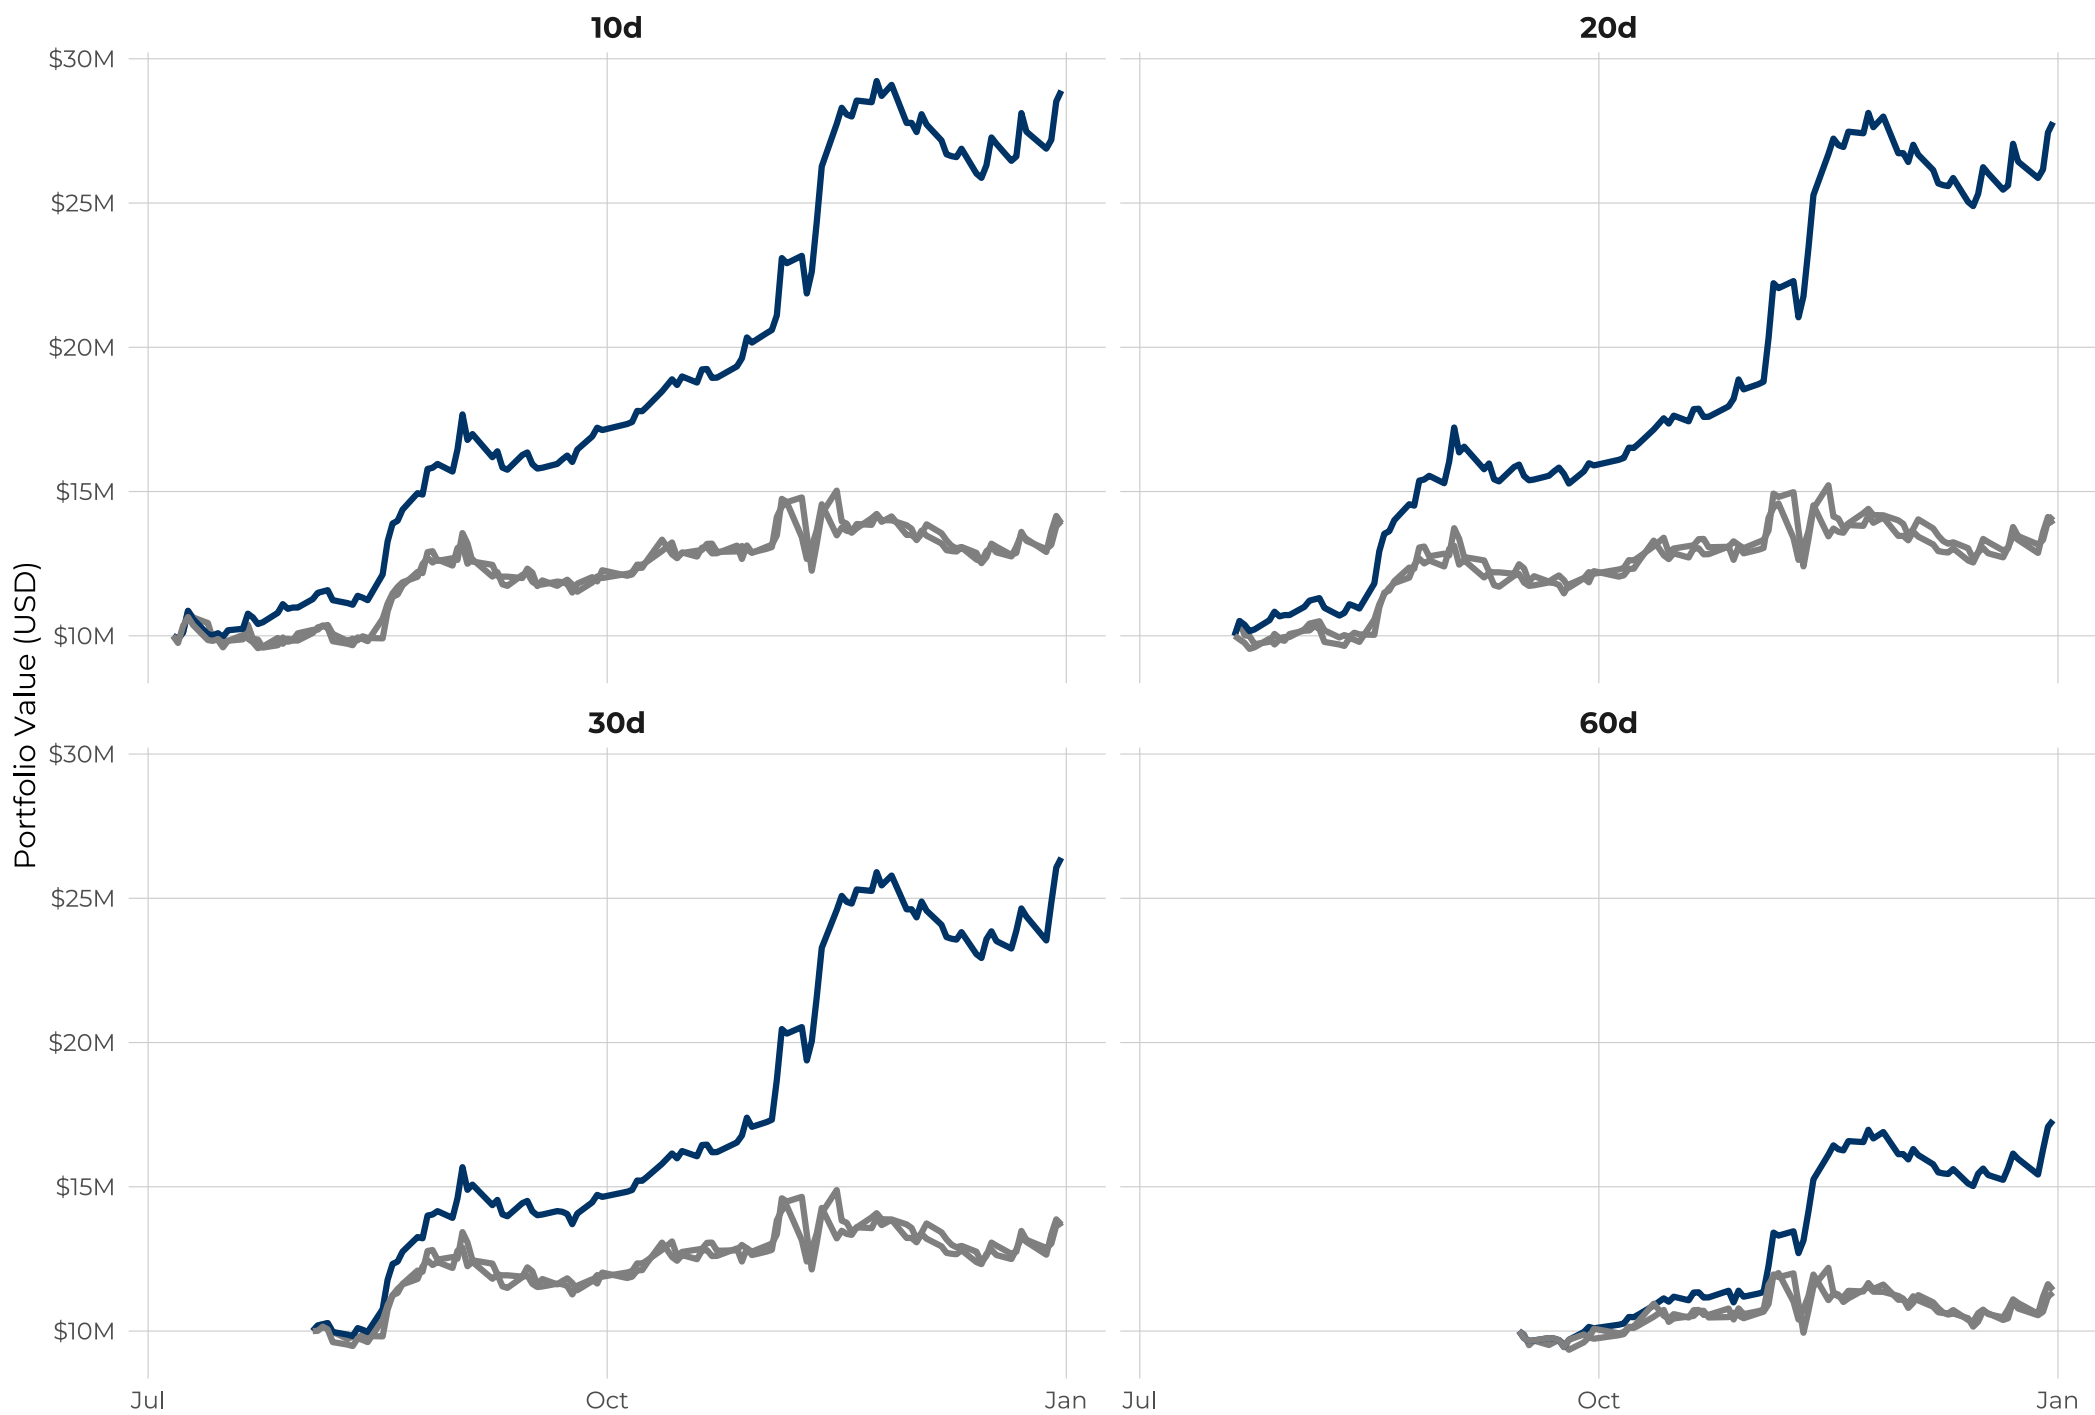 10d
20d
$30M
$25M
$20M
$15M
$10M
30d
60d
$30M
$25M
$20M
$15M
$10M
Portfolio Value (USD)
Jul
Oct
Jan
Jul
Oct
Jan